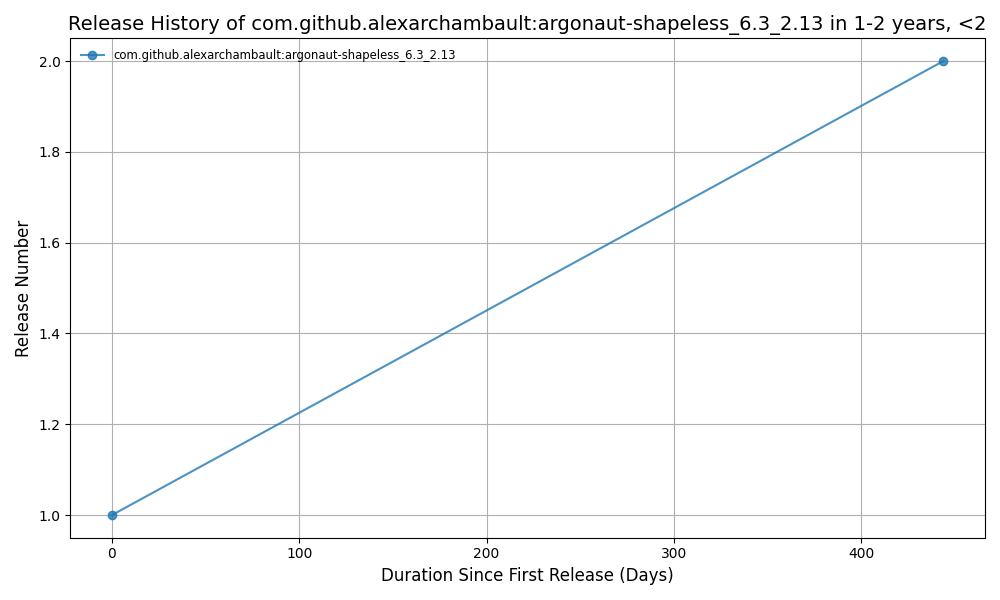 Release History of com.github.alexarchambault:argonaut-shapeless_6.3_2.13 in 1-2 years, <2
com.github.alexarchambault:argonaut-shapeless_6.3_2.13
2.0
1.8
1.6
1.4
1.2
1.0
Release Number
0 100 200 300 400
Duration Since First Release (Days)